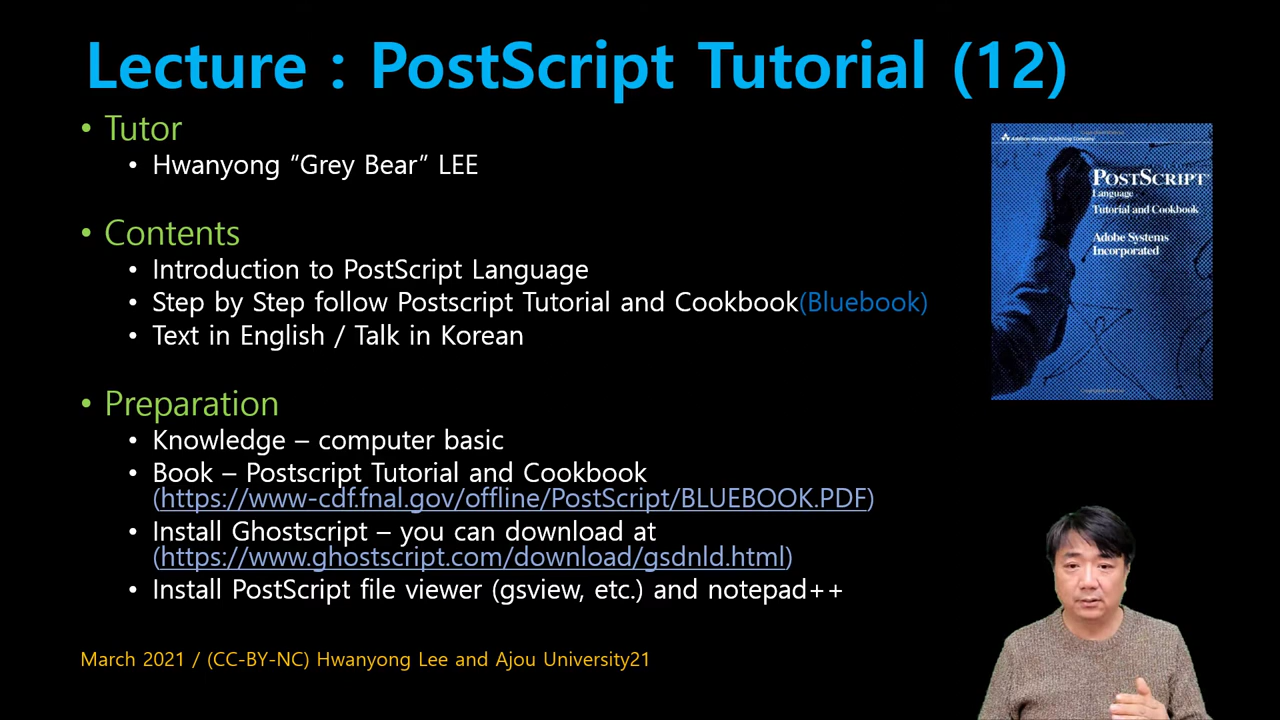 Lecture : PostScript Tutorial (12)
• Tutor
• Hwanyong “Grey Bear” LEE
• Contents
• Introduction to PostScript Language
• Step by Step follow Postscript Tutorial and Cookbook(Bluebook)
• Text in English / Talk in Korean
• Preparation
• Knowledge – computer basic
• Book – Postscript Tutorial and Cookbook
(https://www-cdf.fnal.gov/offline/PostScript/BLUEBOOK.PDF)
• Install Ghostscript – you can download at
(https://www.ghostscript.com/download/gsdnld.html)
• Install PostScript file viewer (gsview, etc.) and notepad++
March 2021 / (CC-BY-NC) Hwanyong Lee and Ajou University21
Addison-Wesley Publishing Company
POSTSCRIPT
Language
Tutorial and Cookbook
Adobe Systems
Incorporated